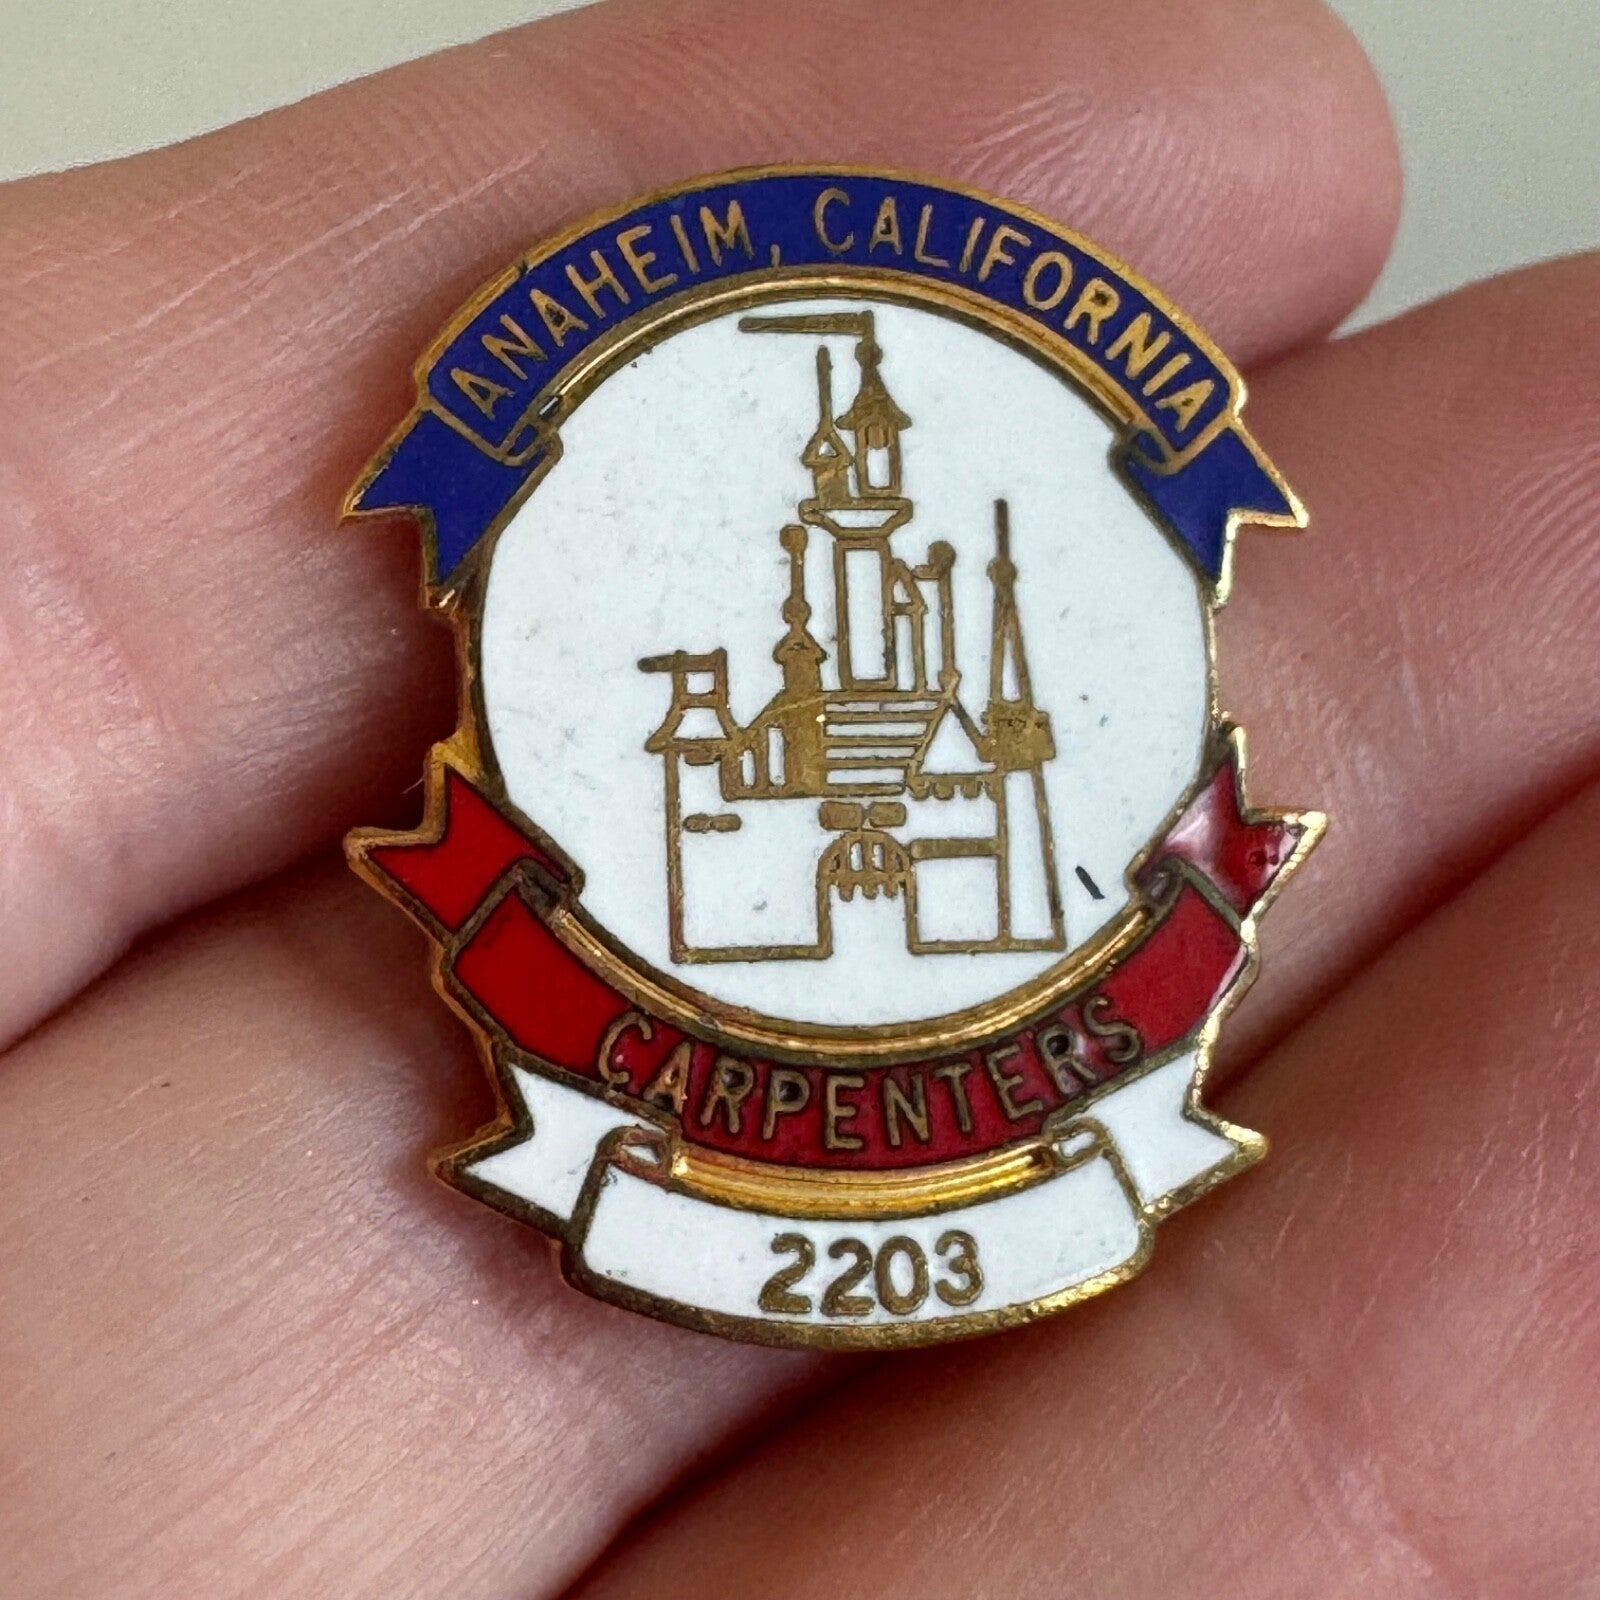 ANAHEIM, CALIFORNIA
CARPENTERS
2203